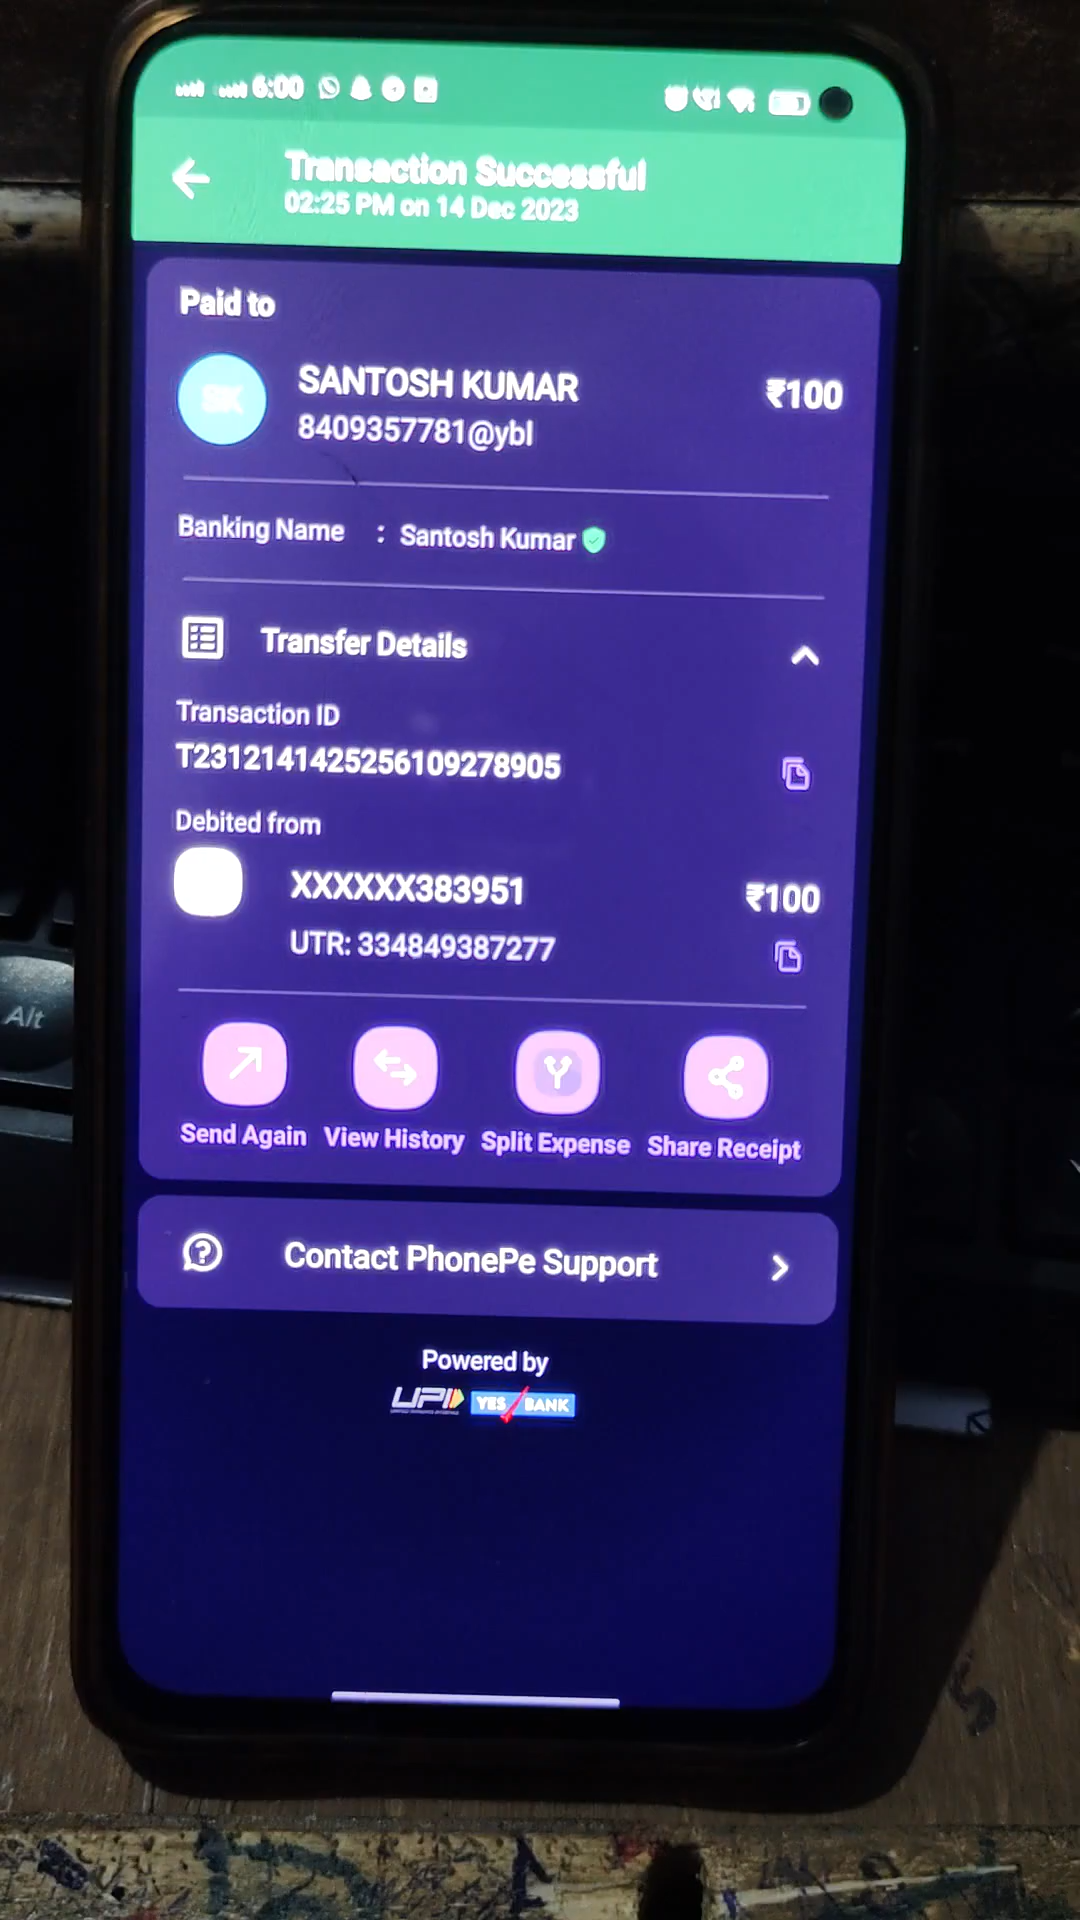 6:00
Transaction Successful
02:25 PM on 14 Dec 2023
Paid to
SK
SANTOSH KUMAR
₹100
8409357781@ybl
Banking Name : Santosh Kumar
Transfer Details
Transaction ID
T2312141425256109278905
Debited from
XXXXXX383951
₹100
UTR: 334849387277
Send Again View History Split Expense Share Receipt
Contact PhonePe Support
Powered by
UPI YES BANK
Alt